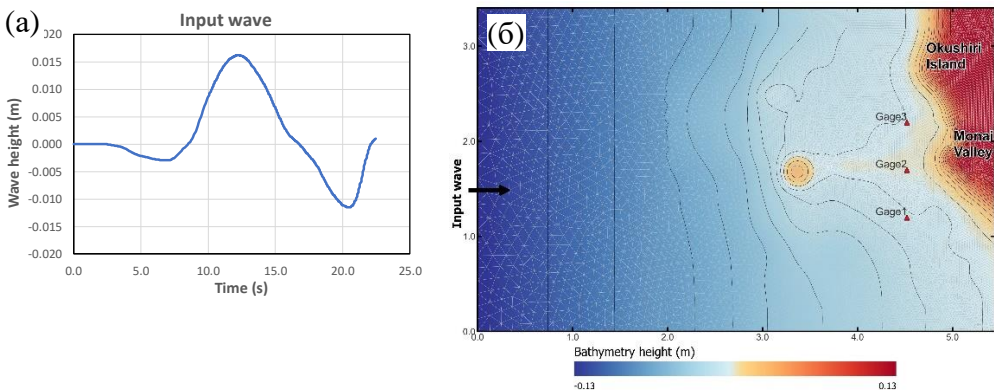 (а)
Input wave
0.020
0.015
0.010
0.005
0.000
-0.005
-0.010
-0.015
-0.020
0.0 5.0 10.0 15.0 20.0 25.0
Wave height (m)
Time (s)
(б)
3.0
2.0
1.0
0.0
Input wave
Okushiri
Island
Gage3
Monai
Valley
Gage2
Gage1
1.0 2.0 3.0 4.0 5.0
Bathymetry height (m)
-0.13 0.13